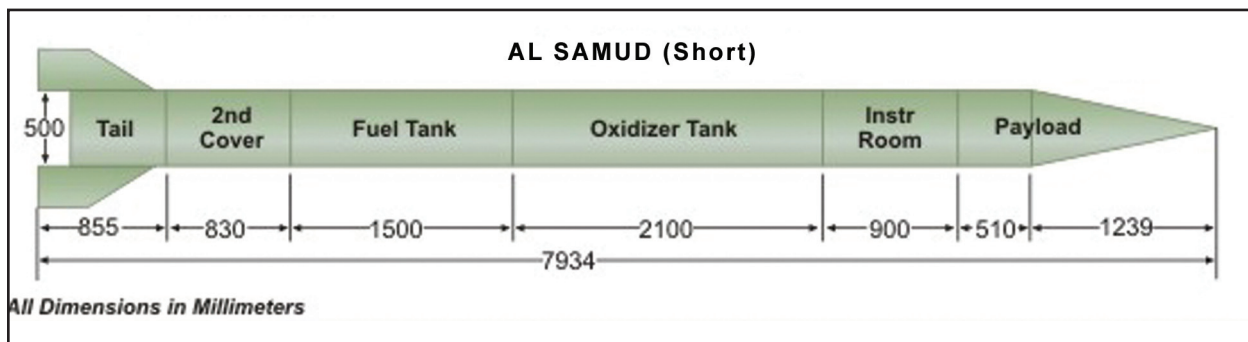 AL SAMUD (Short)
500
Tail
2nd
Cover
Fuel Tank
Oxidizer Tank
Instr
Room
Payload
855
830
1500
2100
900
510
1239
7934
All Dimensions in Millimeters